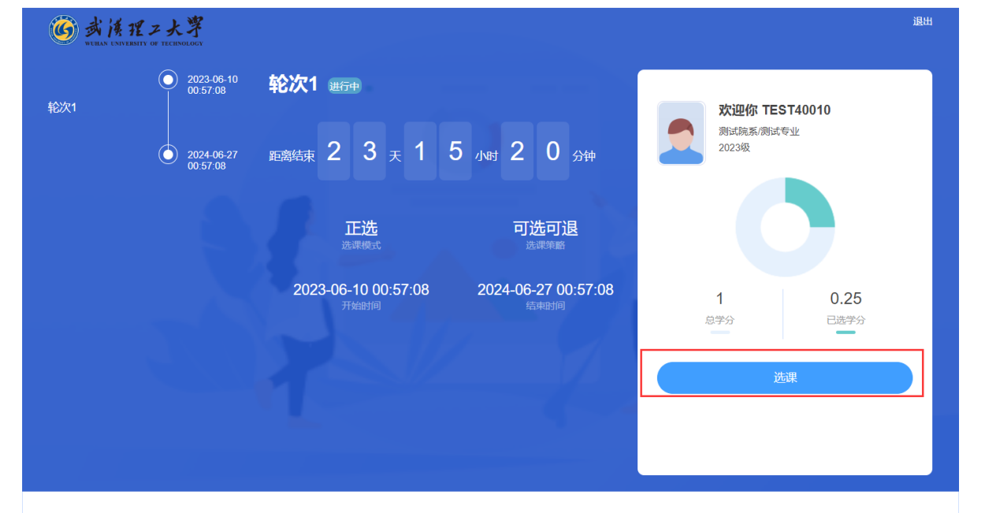 武漢理工大学
WUHAN UNIVERSITY OF TECHNOLOGY
退出
轮次1
2023-06-10
00:57:08
2024-06-27
00:57:08
轮次1 进行中
距离结束 2 3 天 1 5 小时 2 0 分钟
正选
选课模式
可选可退
选课策略
2023-06-10 00:57:08
开始时间
2024-06-27 00:57:08
结束时间
欢迎你 TEST40010
测试院系/测试专业
2023级
1
总学分
0.25
已选学分
选课